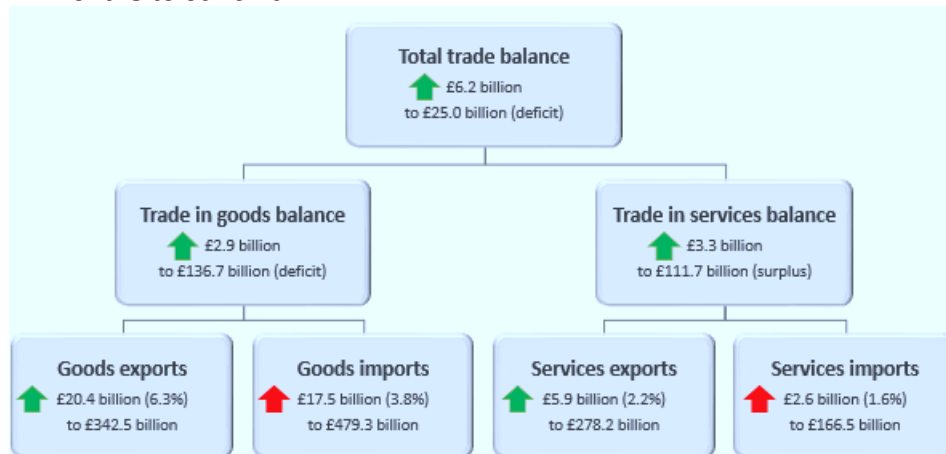 Total trade balance
£6.2 billion
to £25.0 billion (deficit)
Trade in goods balance
£2.9 billion
to £136.7 billion (deficit)
Trade in services balance
£3.3 billion
to £111.7 billion (surplus)
Goods exports
£20.4 billion (6.3%)
to £342.5 billion
Goods imports
£17.5 billion (3.8%)
to £479.3 billion
Services exports
£5.9 billion (2.2%)
to £278.2 billion
Services imports
£2.6 billion (1.6%)
to £166.5 billion